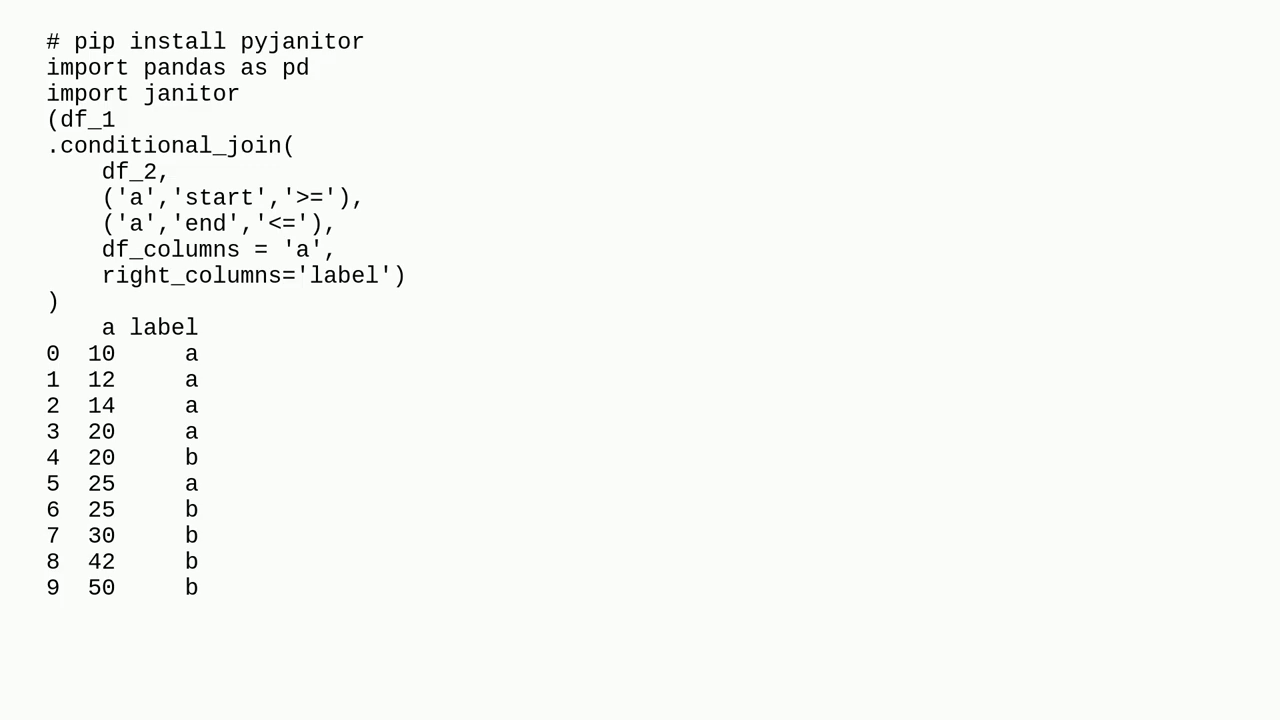 # pip install pyjanitor
import pandas as pd
import janitor
(df_1
.conditional_join(
    df_2,
    ('a','start','>='),
    ('a','end','<='),
    df_columns = 'a',
    right_columns='label')
)
    a label
0  10     a
1  12     a
2  14     a
3  20     a
4  20     b
5  25     a
6  25     b
7  30     b
8  42     b
9  50     b